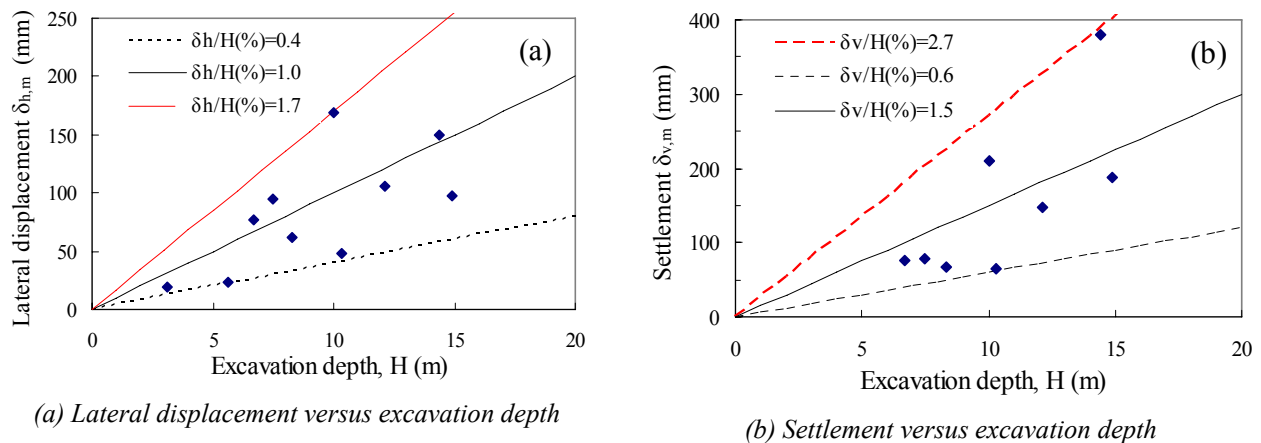 250
200
150
100
50
0
Lateral displacement δh,m (mm)
(a)
δh/H(%)=0.4
δh/H(%)=1.0
δh/H(%)=1.7
0 5 10 15 20
Excavation depth, H (m)
(a) Lateral displacement versus excavation depth
400
300
200
100
0
Settlement δv,m (mm)
(b)
δv/H(%)=2.7
δv/H(%)=0.6
δv/H(%)=1.5
0 5 10 15 20
Excavation depth, H (m)
(b) Settlement versus excavation depth